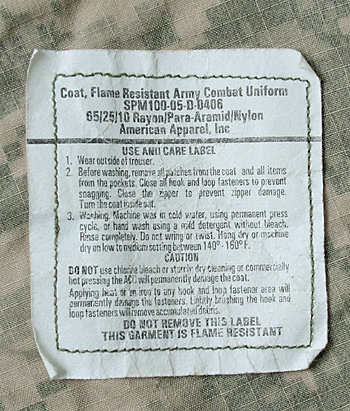 Coat, Flame Resistant Army Combat Uniform
SPM100-05-D-0406
65/25/10 Rayon/Para-Aramid/Nylon
American Apparel, Inc
USE AND CARE LABEL
1. Wear outside of trouser.
2. Before washing, remove all patches from the coat and all items
from the pockets. Close all hook and loop fasteners to prevent
snagging. Close the zipper to prevent zipper damage.
Turn the coat inside out.
3. Washing. Machine was in cold water, using permanent press
cycle, or hand wash using a mild detergent without bleach.
Rinse completely. Do not wring or twist. Hang dry or machine
dry on low to medium setting between 140° - 160° F.
CAUTION
DO NOT use chlorine bleach or starch, dry cleaning or commercially
hot pressing the ACU will permanently damage the coat.
Applying heat or an iron to any hook and loop fastener area will
permanently damage the fasteners. Lightly brushing the hook and
loop fasteners will remove accumulated debris.
DO NOT REMOVE THIS LABEL
THIS GARMENT IS FLAME RESISTANT